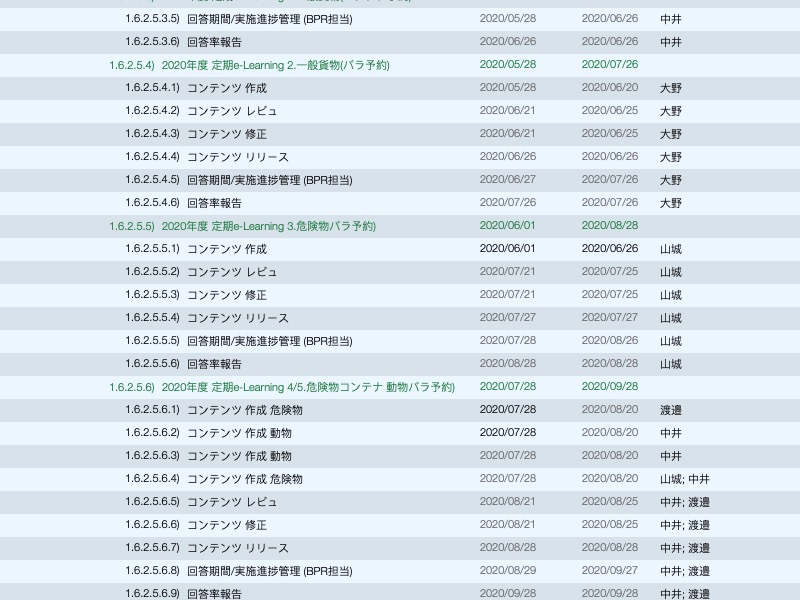 1.6.2.5.3.5) 回答期間/実施進捗管理 (BPR担当) 2020/05/28 2020/06/26 中井
1.6.2.5.3.6) 回答率報告 2020/06/26 2020/06/26 中井
1.6.2.5.4) 2020年度 定期e-Learning 2.一般貨物(バラ予約) 2020/05/28 2020/07/26
1.6.2.5.4.1) コンテンツ 作成 2020/05/28 2020/06/20 大野
1.6.2.5.4.2) コンテンツ レビュ 2020/06/21 2020/06/25 大野
1.6.2.5.4.3) コンテンツ 修正 2020/06/21 2020/06/25 大野
1.6.2.5.4.4) コンテンツ リリース 2020/06/26 2020/06/26 大野
1.6.2.5.4.5) 回答期間/実施進捗管理 (BPR担当) 2020/06/27 2020/07/26 大野
1.6.2.5.4.6) 回答率報告 2020/07/26 2020/07/26 大野
1.6.2.5.5) 2020年度 定期e-Learning 3.危険物バラ予約) 2020/06/01 2020/08/28
1.6.2.5.5.1) コンテンツ 作成 2020/06/01 2020/06/26 山城
1.6.2.5.5.2) コンテンツ レビュ 2020/07/21 2020/07/25 山城
1.6.2.5.5.3) コンテンツ 修正 2020/07/21 2020/07/25 山城
1.6.2.5.5.4) コンテンツ リリース 2020/07/27 2020/07/27 山城
1.6.2.5.5.5) 回答期間/実施進捗管理 (BPR担当) 2020/07/28 2020/08/26 山城
1.6.2.5.5.6) 回答率報告 2020/08/28 2020/08/28 山城
1.6.2.5.6) 2020年度 定期e-Learning 4/5.危険物コンテナ 動物バラ予約) 2020/07/28 2020/09/28
1.6.2.5.6.1) コンテンツ 作成 危険物 2020/07/28 2020/08/20 渡邉
1.6.2.5.6.2) コンテンツ 作成 動物 2020/07/28 2020/08/20 中井
1.6.2.5.6.3) コンテンツ 作成 動物 2020/07/28 2020/08/20 中井
1.6.2.5.6.4) コンテンツ 作成 危険物 2020/07/28 2020/08/20 山城; 中井
1.6.2.5.6.5) コンテンツ レビュ 2020/08/21 2020/08/25 中井; 渡邉
1.6.2.5.6.6) コンテンツ 修正 2020/08/21 2020/08/25 中井; 渡邉
1.6.2.5.6.7) コンテンツ リリース 2020/08/28 2020/08/28 中井; 渡邉
1.6.2.5.6.8) 回答期間/実施進捗管理 (BPR担当) 2020/08/29 2020/09/27 中井; 渡邉
1.6.2.5.6.9) 回答率報告 2020/09/28 2020/09/28 中井; 渡邉